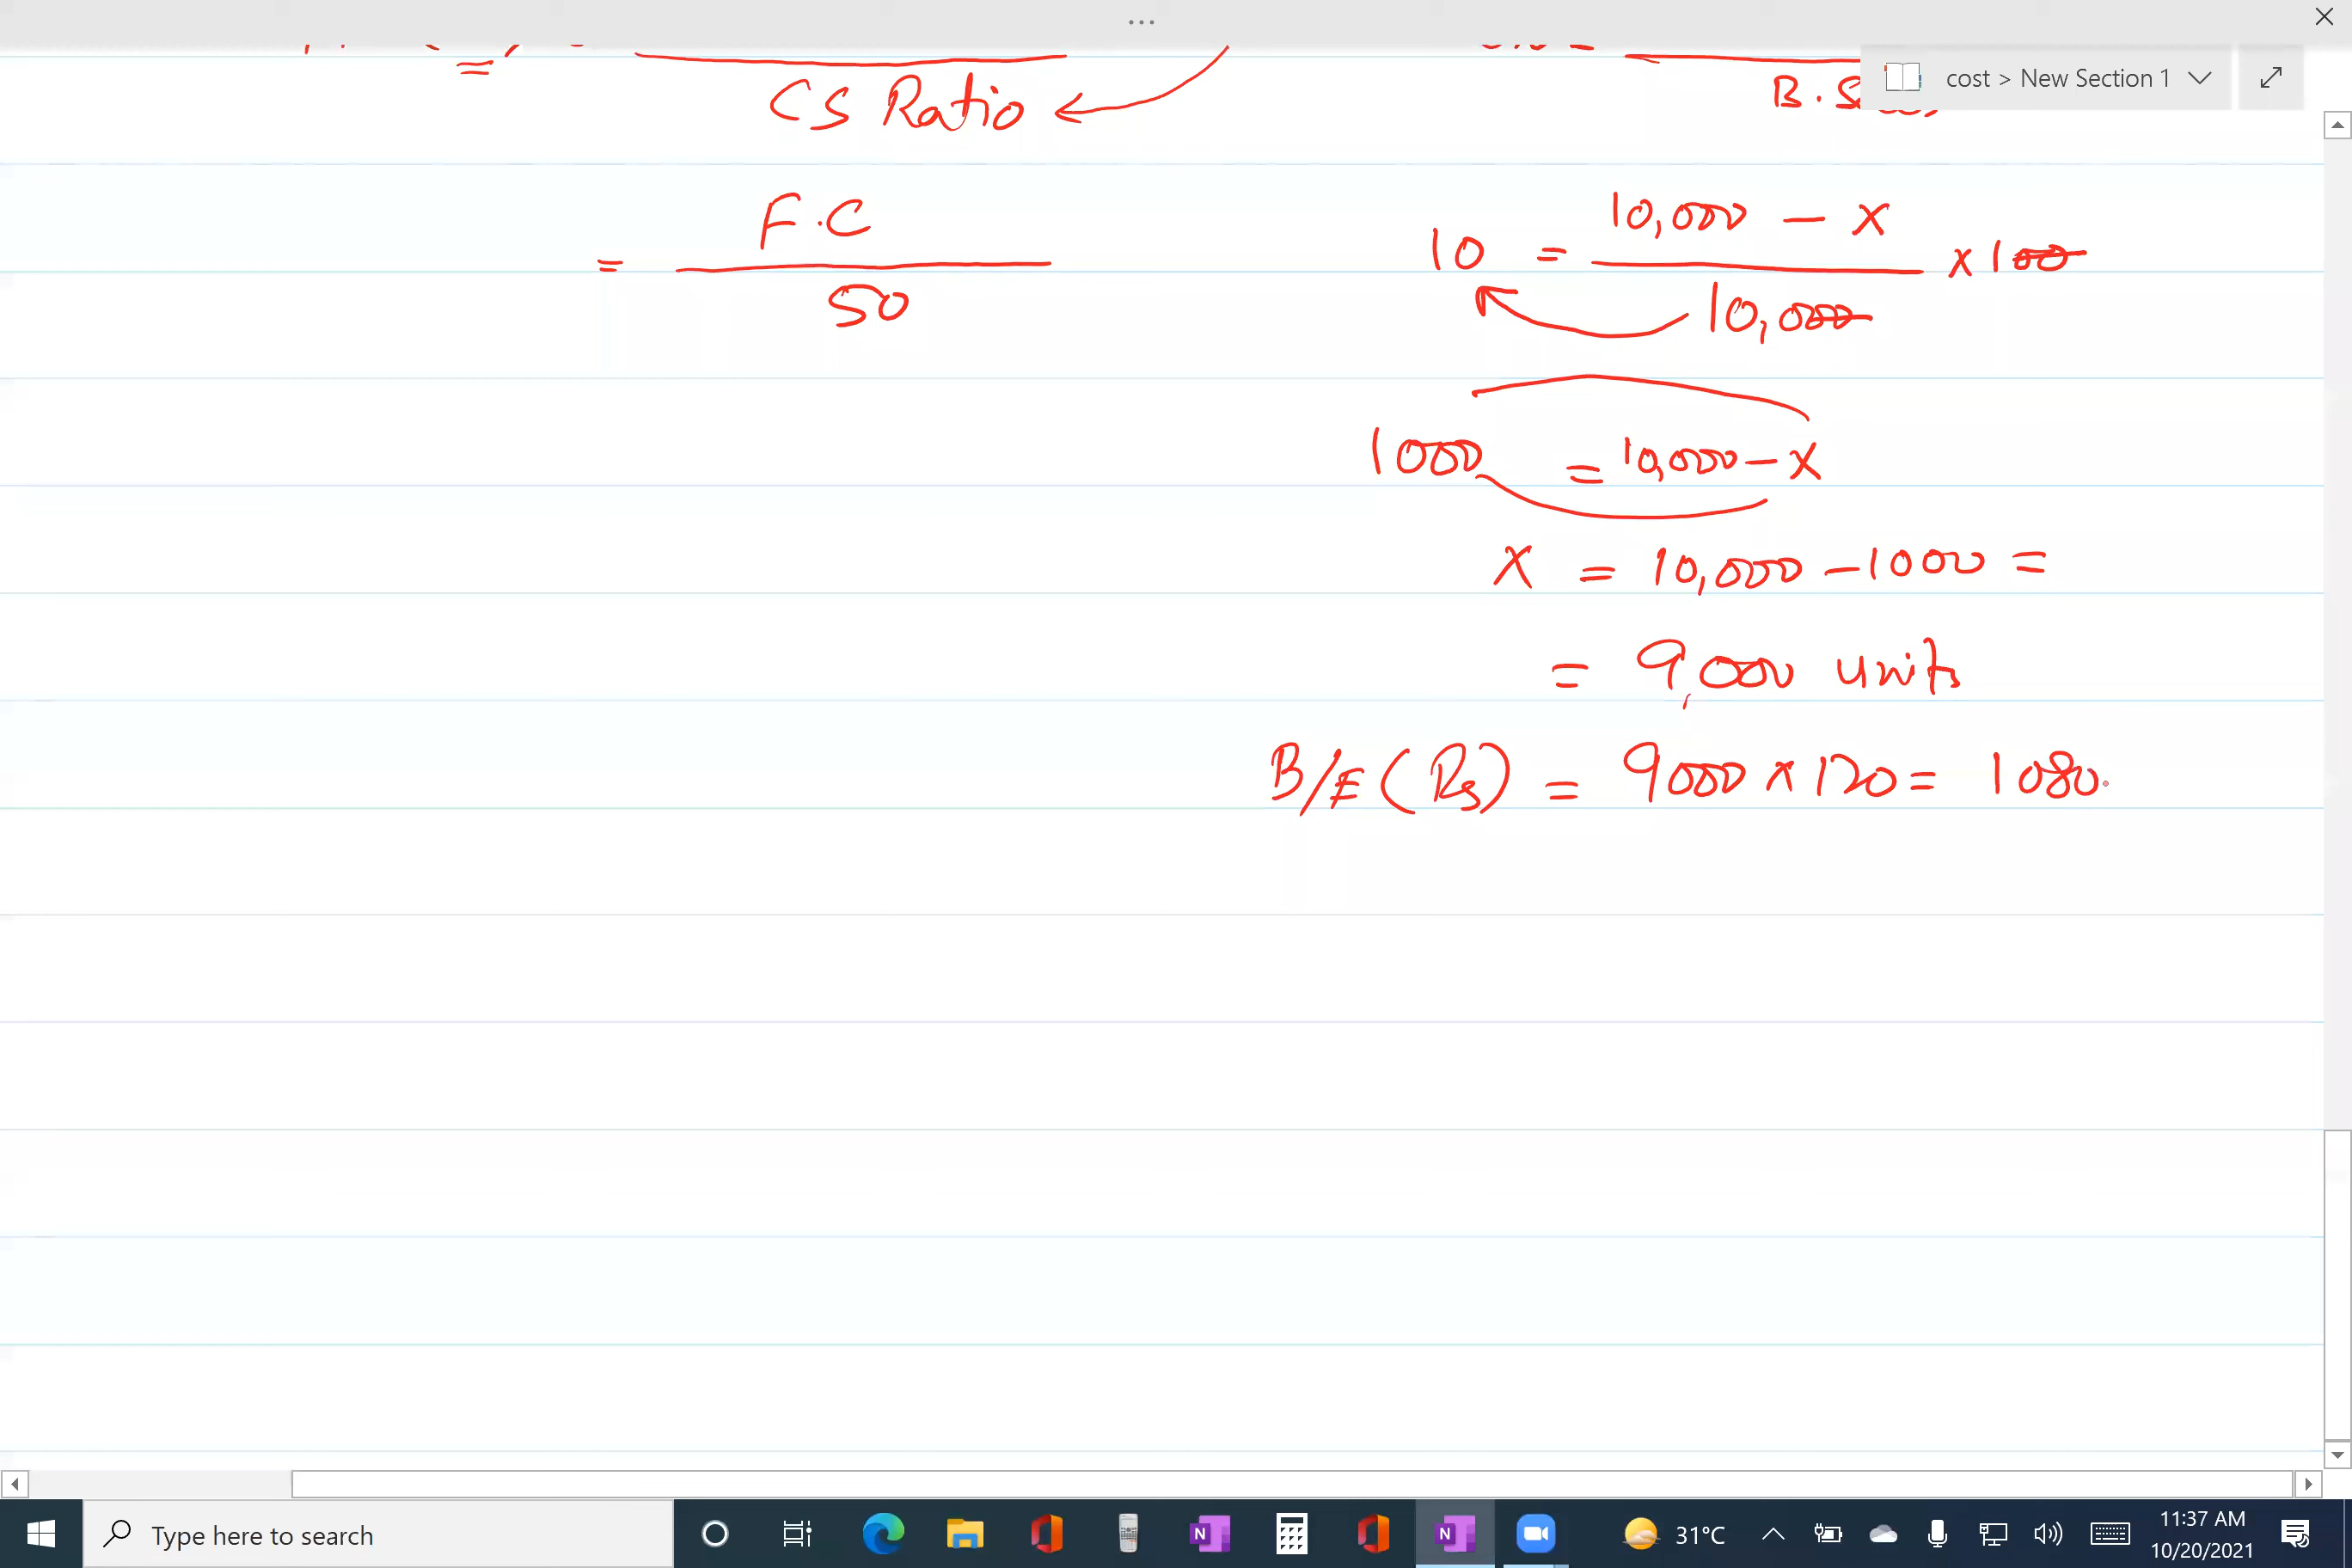 cost > New Section 1
CS Ratio
B.S
F.C
=
50
10 = 10,000 - x
10,000
x 100
1000 = 10,000 - x
x = 10,000 - 1000 =
= 9,000 units
B/E (Rs) = 9000 x 120 = 1080
Type here to search
31°C
11:37 AM
10/20/2021